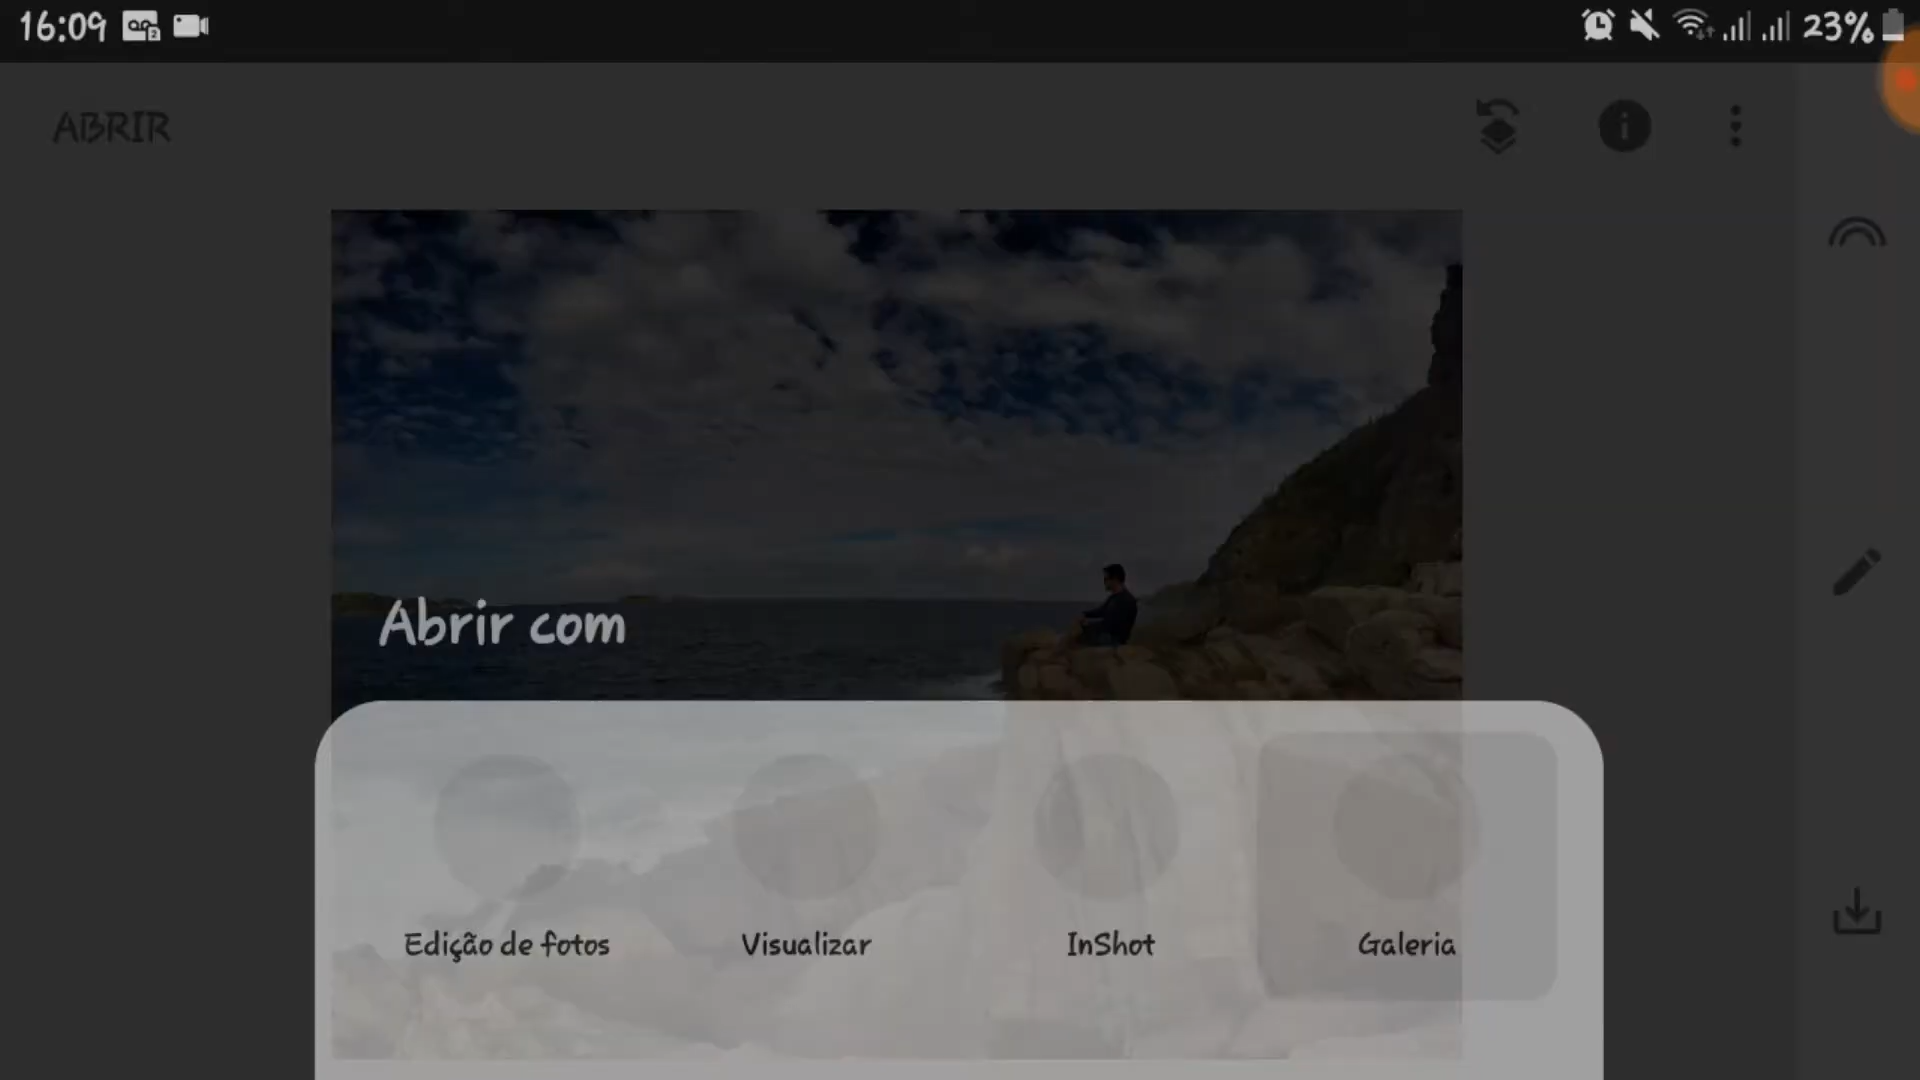 16:09
23%
ABRIR
Abrir com
Edição de fotos
Visualizar
InShot
Galeria